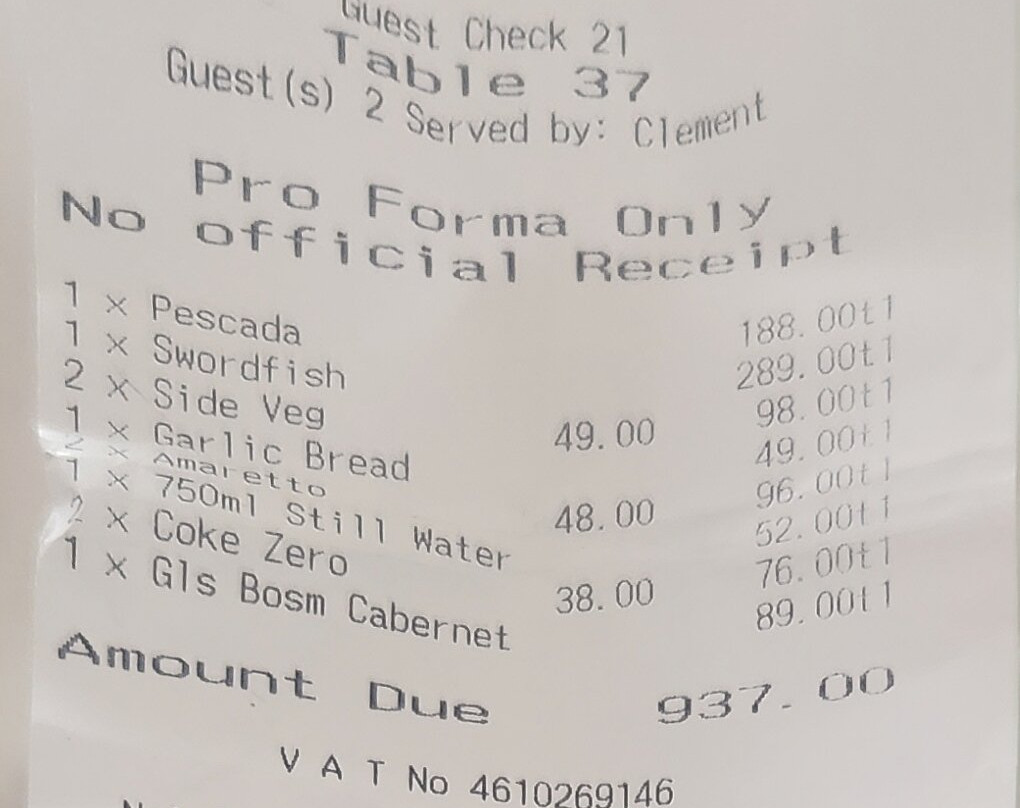 Guest Check 21
Table 37
Guest(s) 2 Served by: Clement
Pro Forma Only
No official Receipt
1 x Pescada 188.00t1
1 x Swordfish 289.00t1
2 x Side Veg 49.00 98.00t1
1 x Garlic Bread 49.00t1
2 x Amaretto 48.00 96.00t1
1 x 750ml Still Water 52.00t1
2 x Coke Zero 38.00 76.00t1
1 x Gls Bosm Cabernet 89.00t1
Amount Due 937.00
V A T No 4610269146